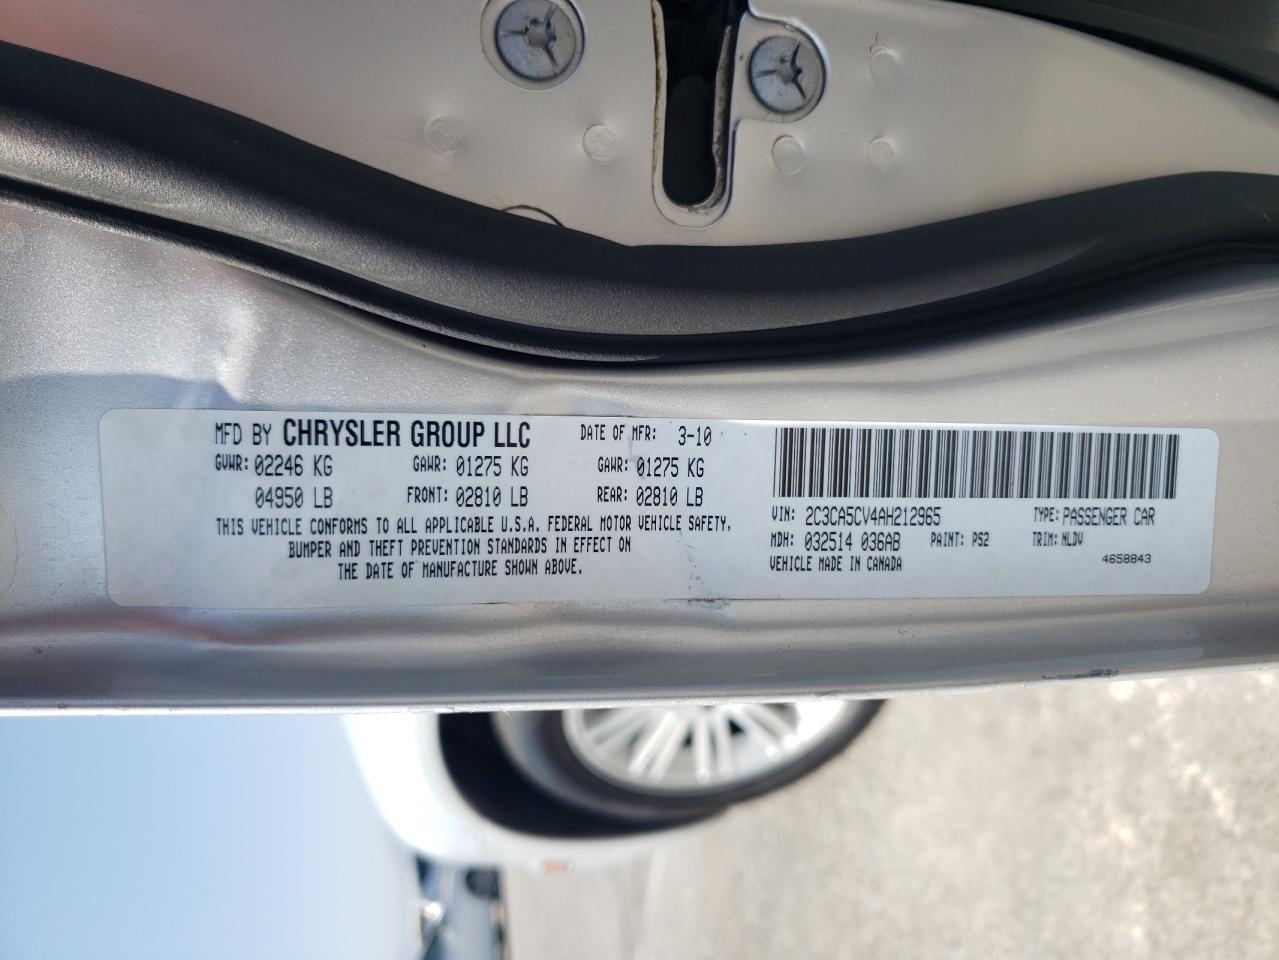 MFD BY CHRYSLER GROUP LLC DATE OF MFR: 3-10
GVWR: 02246 KG GAWR: 01275 KG GAWR: 01275 KG
04950 LB FRONT: 02810 LB REAR: 02810 LB
THIS VEHICLE CONFORMS TO ALL APPLICABLE U.S.A. FEDERAL MOTOR VEHICLE SAFETY,
BUMPER AND THEFT PREVENTION STANDARDS IN EFFECT ON
THE DATE OF MANUFACTURE SHOWN ABOVE.
VIN: 2C3CA5CV4AH212965 TYPE: PASSENGER CAR
MDH: 032514 036AB PAINT: PS2 TRIM: NLDV
VEHICLE MADE IN CANADA 4658843